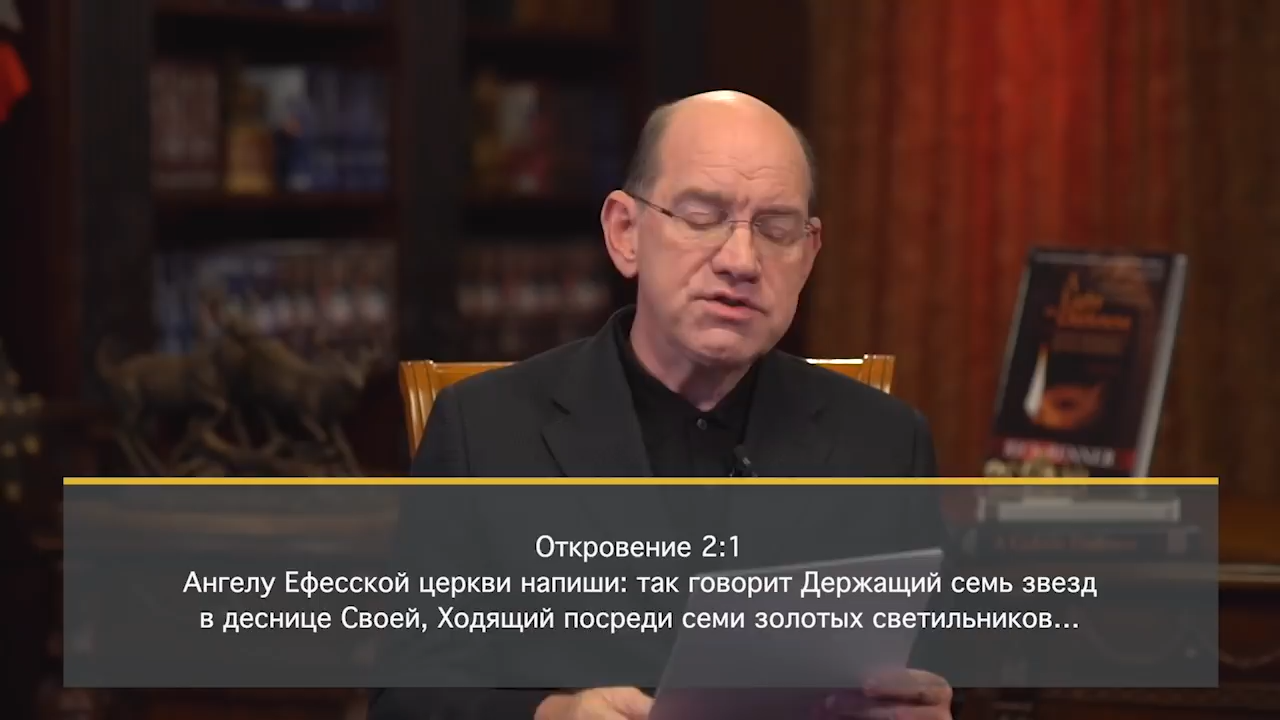 Откровение 2:1
Ангелу Ефесской церкви напиши: так говорит Держащий семь звезд
в деснице Своей, Ходящий посреди семи золотых светильников...